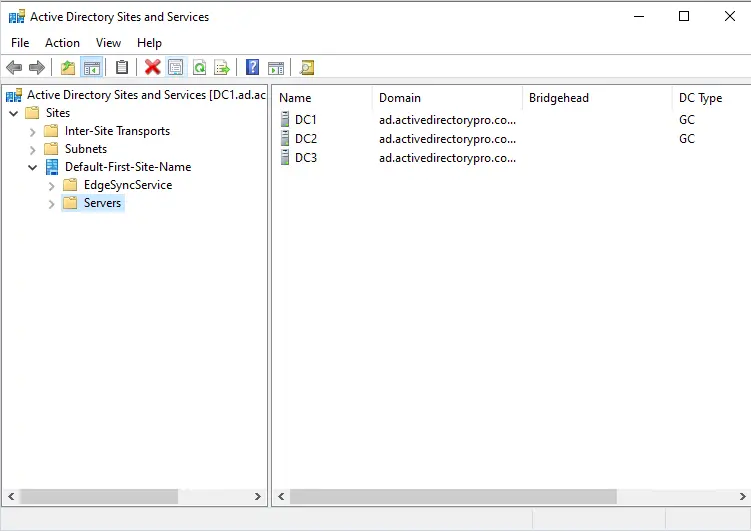 Active Directory Sites and Services
File Action View Help
Active Directory Sites and Services [DC1.ad.ac
Sites
Inter-Site Transports
Subnets
Default-First-Site-Name
EdgeSyncService
Servers
Name Domain Bridgehead DC Type
DC1 ad.activedirectorypro.co... GC
DC2 ad.activedirectorypro.co... GC
DC3 ad.activedirectorypro.co...